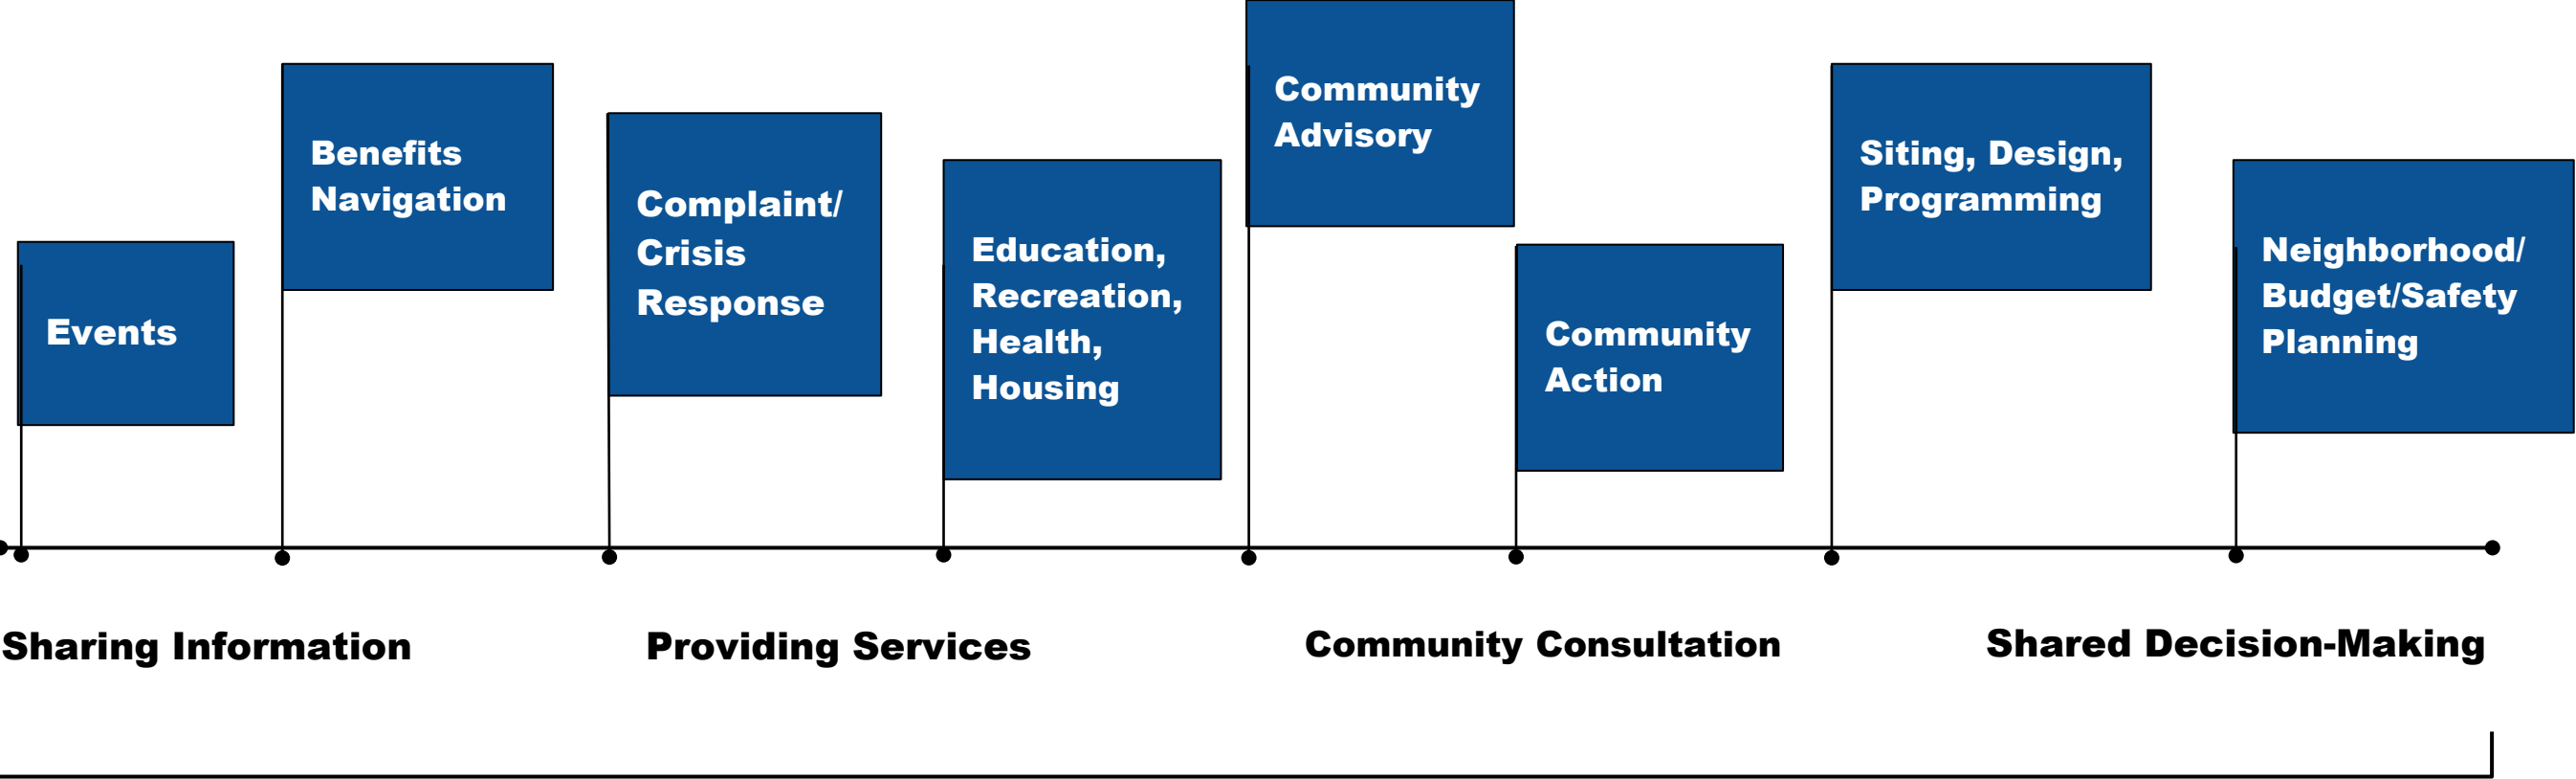 Events
Benefits
Navigation
Complaint/
Crisis
Response
Education,
Recreation,
Health,
Housing
Community
Advisory
Community
Action
Siting, Design,
Programming
Neighborhood/
Budget/Safety
Planning
Sharing Information
Providing Services
Community Consultation
Shared Decision-Making